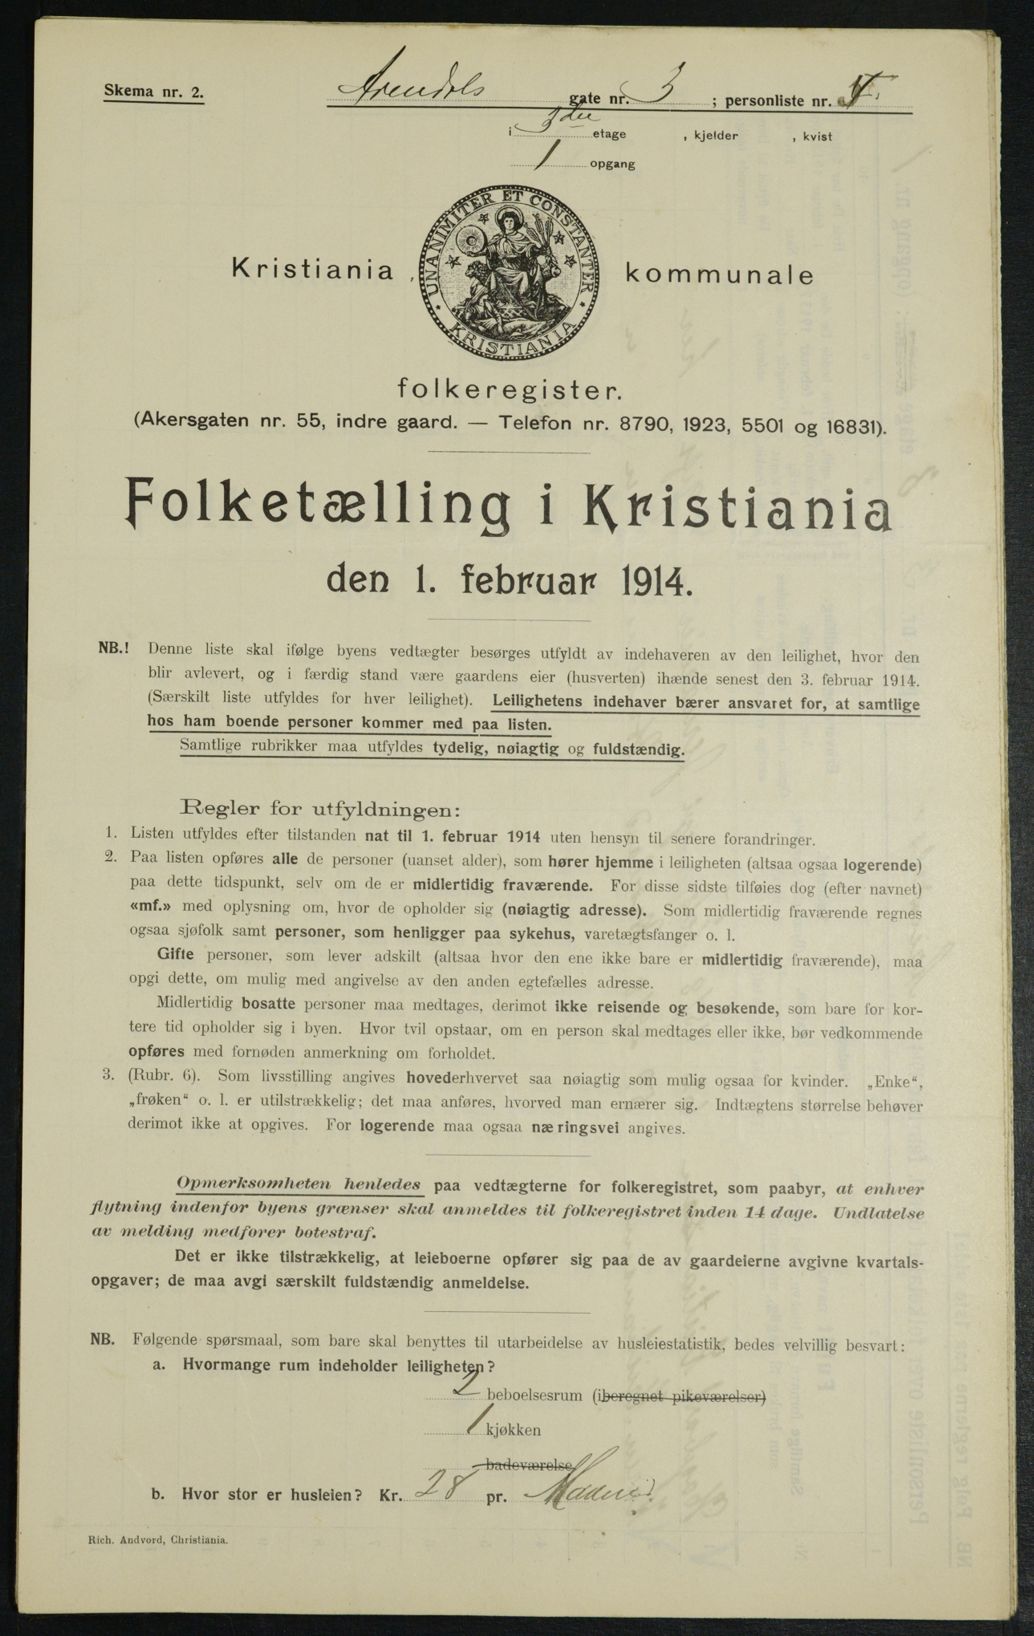 Skema nr. 2.
Arendals gate nr. 3 ; personliste nr.
i 3die etage , kjelder , kvist
1 opgang
UNANIMITER ET CONSTANTER
KRISTIANIA
Kristiania kommunale
folkeregister.
(Akersgaten nr. 55, indre gaard. — Telefon nr. 8790, 1923, 5501 og 16831).
Folketælling i Kristiania
den 1. februar 1914.
NB.! Denne liste skal ifølge byens vedtægter besørges utfyldt av indehaveren av den leilighet, hvor den
blir avlevert, og i færdig stand være gaardens eier (husverten) ihænde senest den 3. februar 1914.
(Særskilt liste utfyldes for hver leilighet). Leilighetens indehaver bærer ansvaret for, at samtlige
hos ham boende personer kommer med paa listen.
Samtlige rubrikker maa utfyldes tydelig, nøiagtig og fuldstændig.
Regler for utfyldningen:
1. Listen utfyldes efter tilstanden nat til 1. februar 1914 uten hensyn til senere forandringer.
2. Paa listen opføres alle de personer (uanset alder), som hører hjemme i leiligheten (altsaa ogsaa logerende)
paa dette tidspunkt, selv om de er midlertidig fraværende. For disse sidste tilføies dog (efter navnet)
«mf.» med oplysning om, hvor de opholder sig (nøiagtig adresse). Som midlertidig fraværende regnes
ogsaa sjøfolk samt personer, som henligger paa sykehus, varetægtsfanger o. l.
Gifte personer, som lever adskilt (altsaa hvor den ene ikke bare er midlertidig fraværende), maa
opgi dette, om mulig med angivelse av den anden egtefælles adresse.
Midlertidig bosatte personer maa medtages, derimot ikke reisende og besøkende, som bare for kor-
tere tid opholder sig i byen. Hvor tvil opstaar, om en person skal medtages eller ikke, bør vedkommende
opføres med fornøden anmerkning om forholdet.
3. (Rubr. 6). Som livsstilling angives hovederhvervet saa nøiagtig som mulig ogsaa for kvinder. „Enke“,
„frøken“ o. l. er utilstrækkelig; det maa anføres, hvorved man ernærer sig. Indtægtens størrelse behøver
derimot ikke at opgives. For logerende maa ogsaa næringsvei angives.
Opmerksomheten henledes paa vedtægterne for folkeregistret, som paabyr, at enhver
flytning indenfor byens grænser skal anmeldes til folkeregistret inden 14 dage. Undlatelse
av melding medfører botestraf.
Det er ikke tilstrækkelig, at leieboerne opfører sig paa de av gaardeierne avgivne kvartals-
opgaver; de maa avgi særskilt fuldstændig anmeldelse.
NB. Følgende spørsmaal, som bare skal benyttes til utarbeidelse av husleiestatistik, bedes velvillig besvart:
a. Hvormange rum indeholder leiligheten?
2 beboelsesrum (iberegnet pikeværelser)
1 kjøkken
badeværelse
b. Hvor stor er husleien? Kr. 28 pr. Maaned.
Rich. Andvord, Christiania.